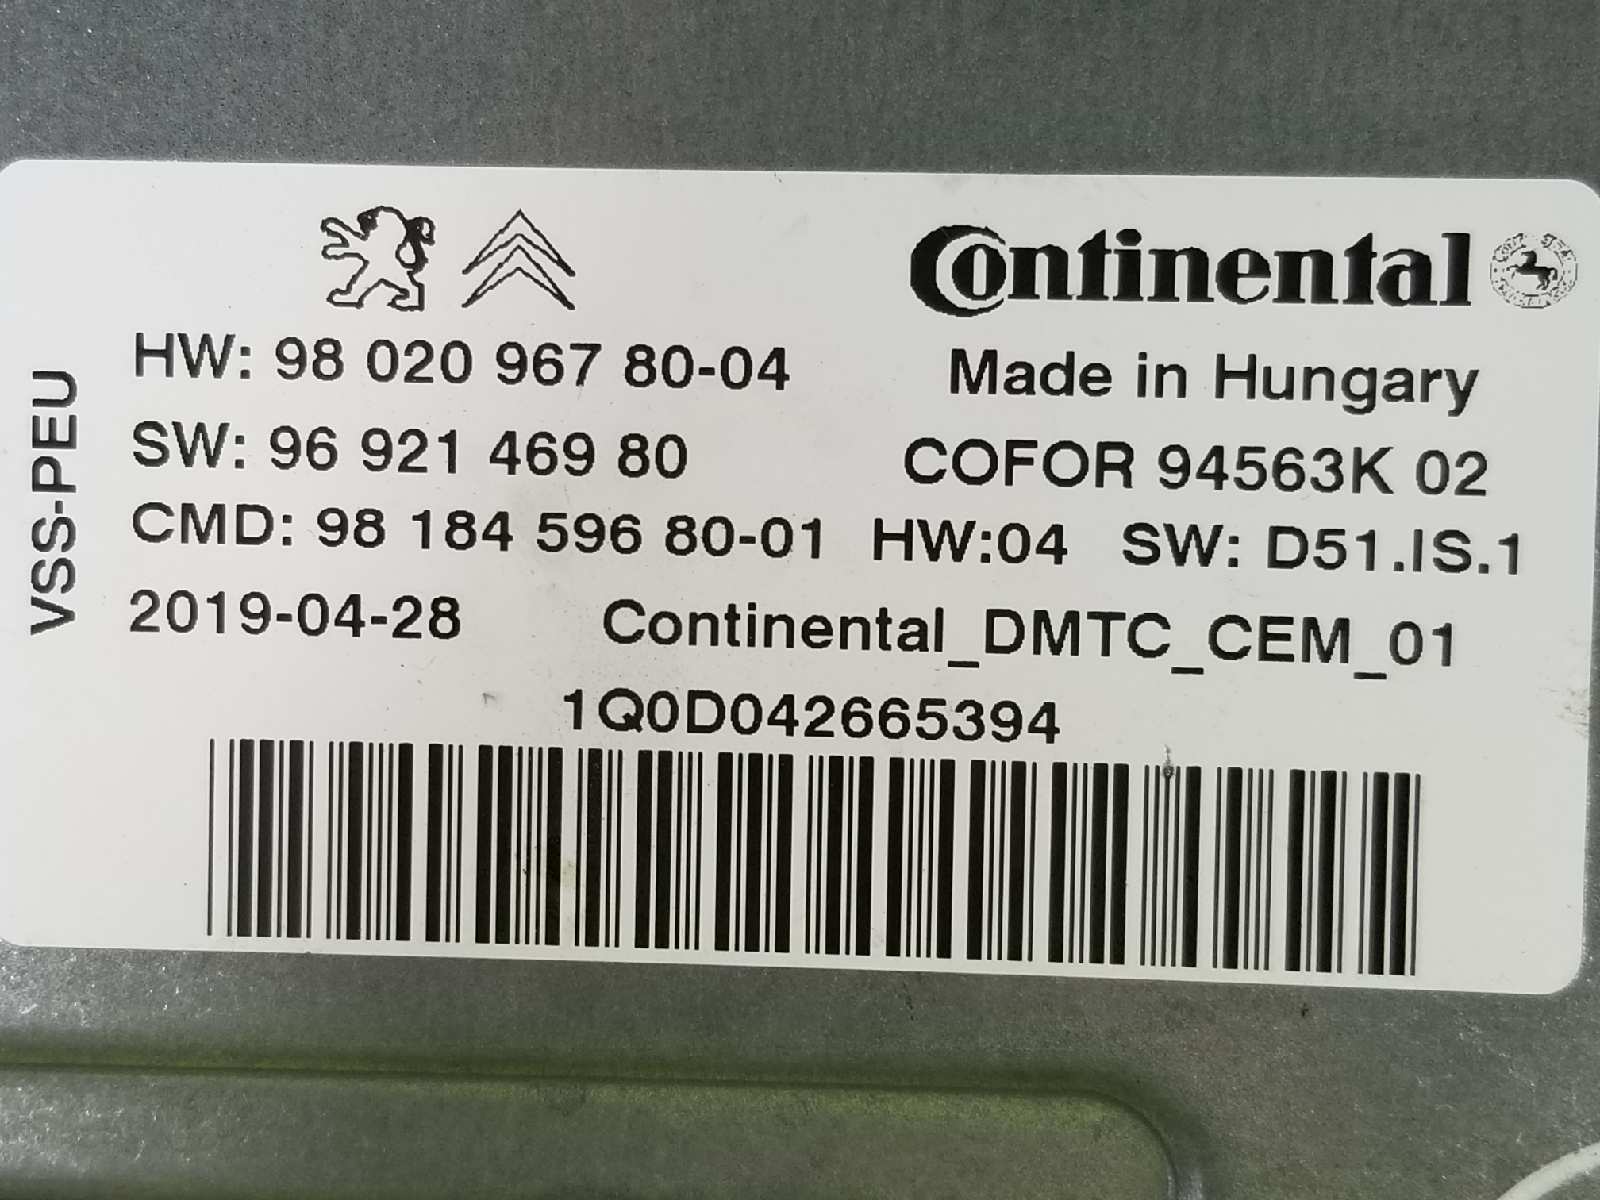 Continental
HW: 98 020 967 80-04
Made in Hungary
SW: 96 921 469 80
COFOR 94563K 02
CMD: 98 184 596 80-01 HW:04 SW: D51.IS.1
2019-04-28 Continental_DMTC_CEM_01
1Q0D042665394
VSS-PEU